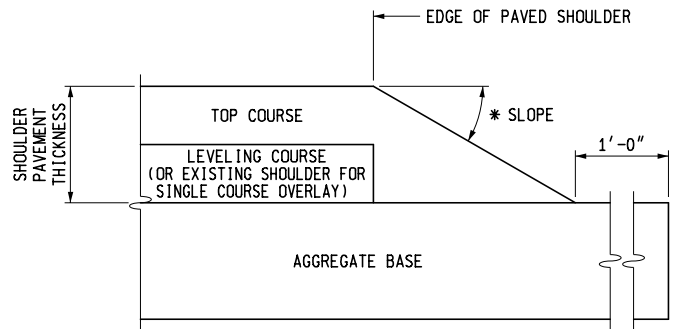 EDGE OF PAVED SHOULDER
SHOULDER
PAVEMENT
THICKNESS
TOP COURSE
* SLOPE
1'-0"
LEVELING COURSE
(OR EXISTING SHOULDER FOR
SINGLE COURSE OVERLAY)
AGGREGATE BASE